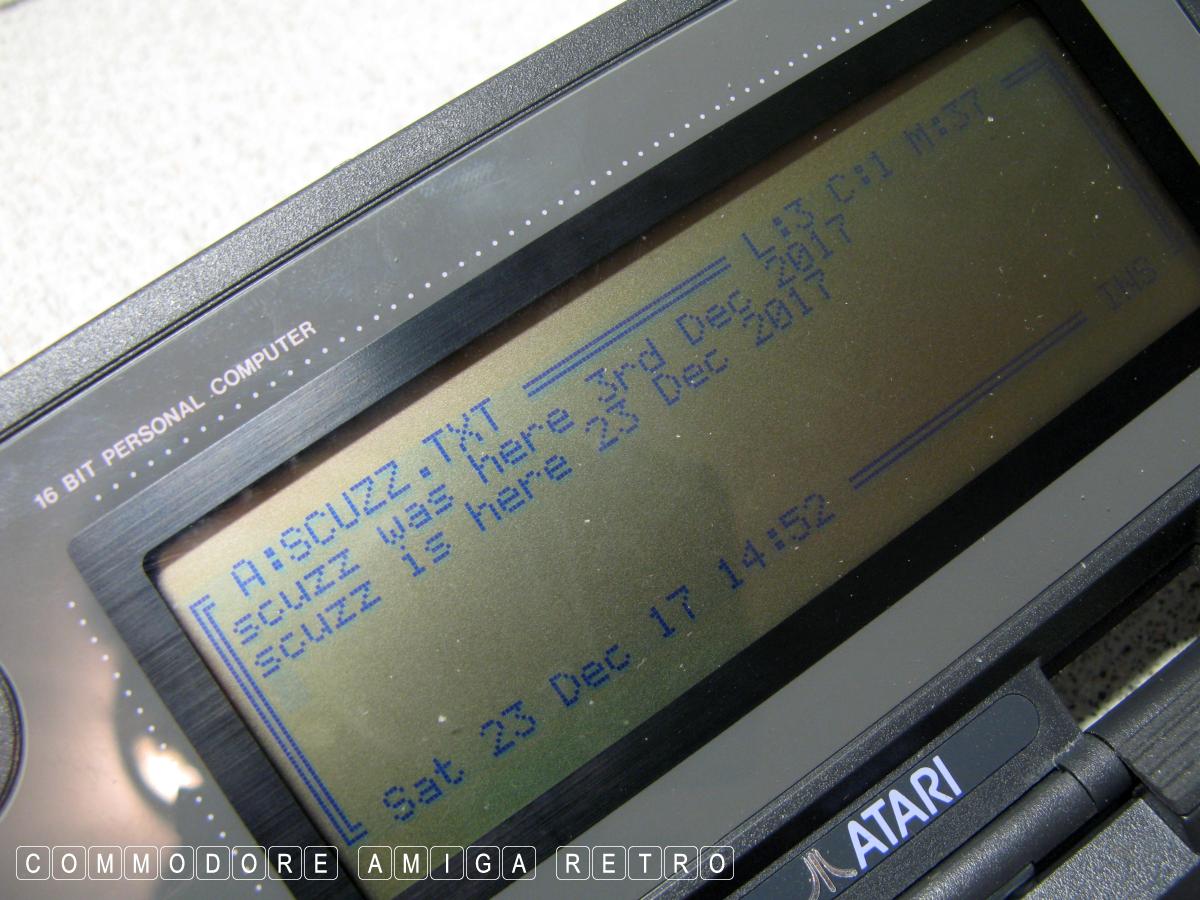 16 BIT PERSONAL COMPUTER
A:SCUZZ.TXT L:3 C:1 M:37
scuzz was here 3rd Dec 2017
scuzz is here 23 Dec 2017
Sat 23 Dec 17 14:52 INS
ATARI
COMMODORE AMIGA RETRO